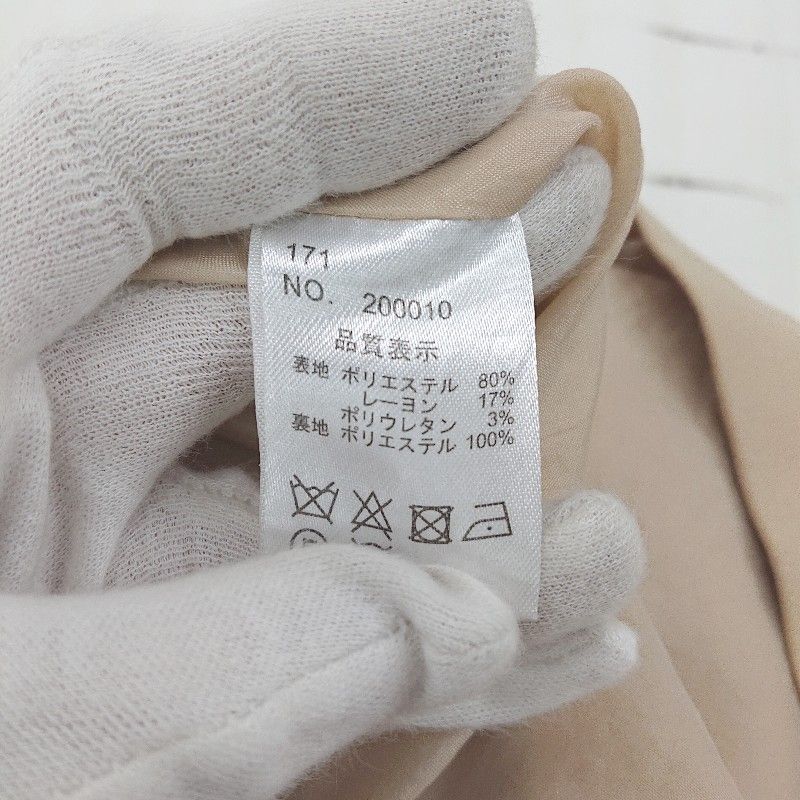 171
NO. 200010
品質表示
表地 ポリエステル 80%
レーヨン 17%
ポリウレタン 3%
裏地 ポリエステル 100%